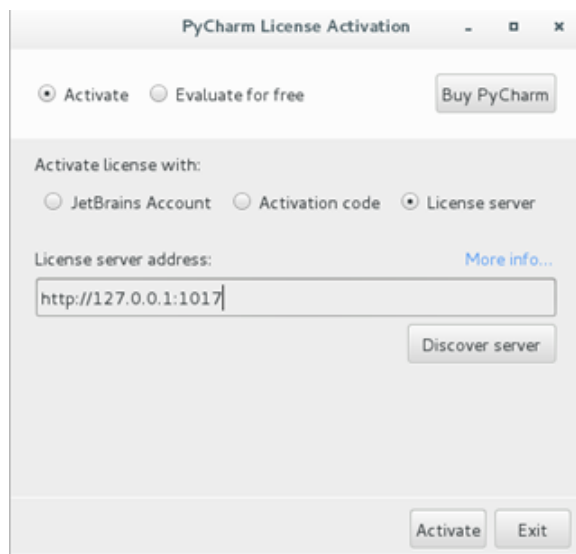 PyCharm License Activation
Activate Evaluate for free Buy PyCharm
Activate license with:
JetBrains Account Activation code License server
License server address: More info...
http://127.0.0.1:1017
Discover server
Activate Exit